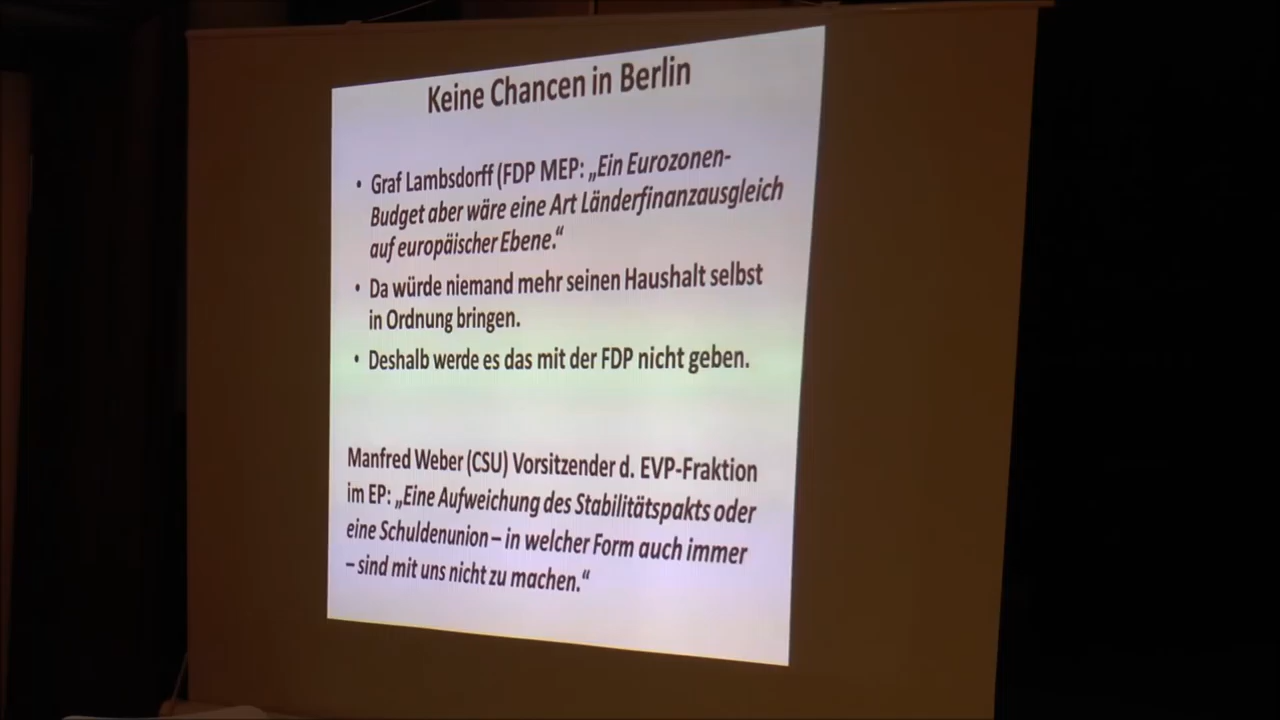 Keine Chancen in Berlin
• Graf Lambsdorff (FDP MEP: „Ein Eurozonen-
Budget aber wäre eine Art Länderfinanzausgleich
auf europäischer Ebene.“
• Da würde niemand mehr seinen Haushalt selbst
in Ordnung bringen.
• Deshalb werde es das mit der FDP nicht geben.
Manfred Weber (CSU) Vorsitzender d. EVP-Fraktion
im EP: „Eine Aufweichung des Stabilitätspakts oder
eine Schuldenunion – in welcher Form auch immer
– sind mit uns nicht zu machen.“